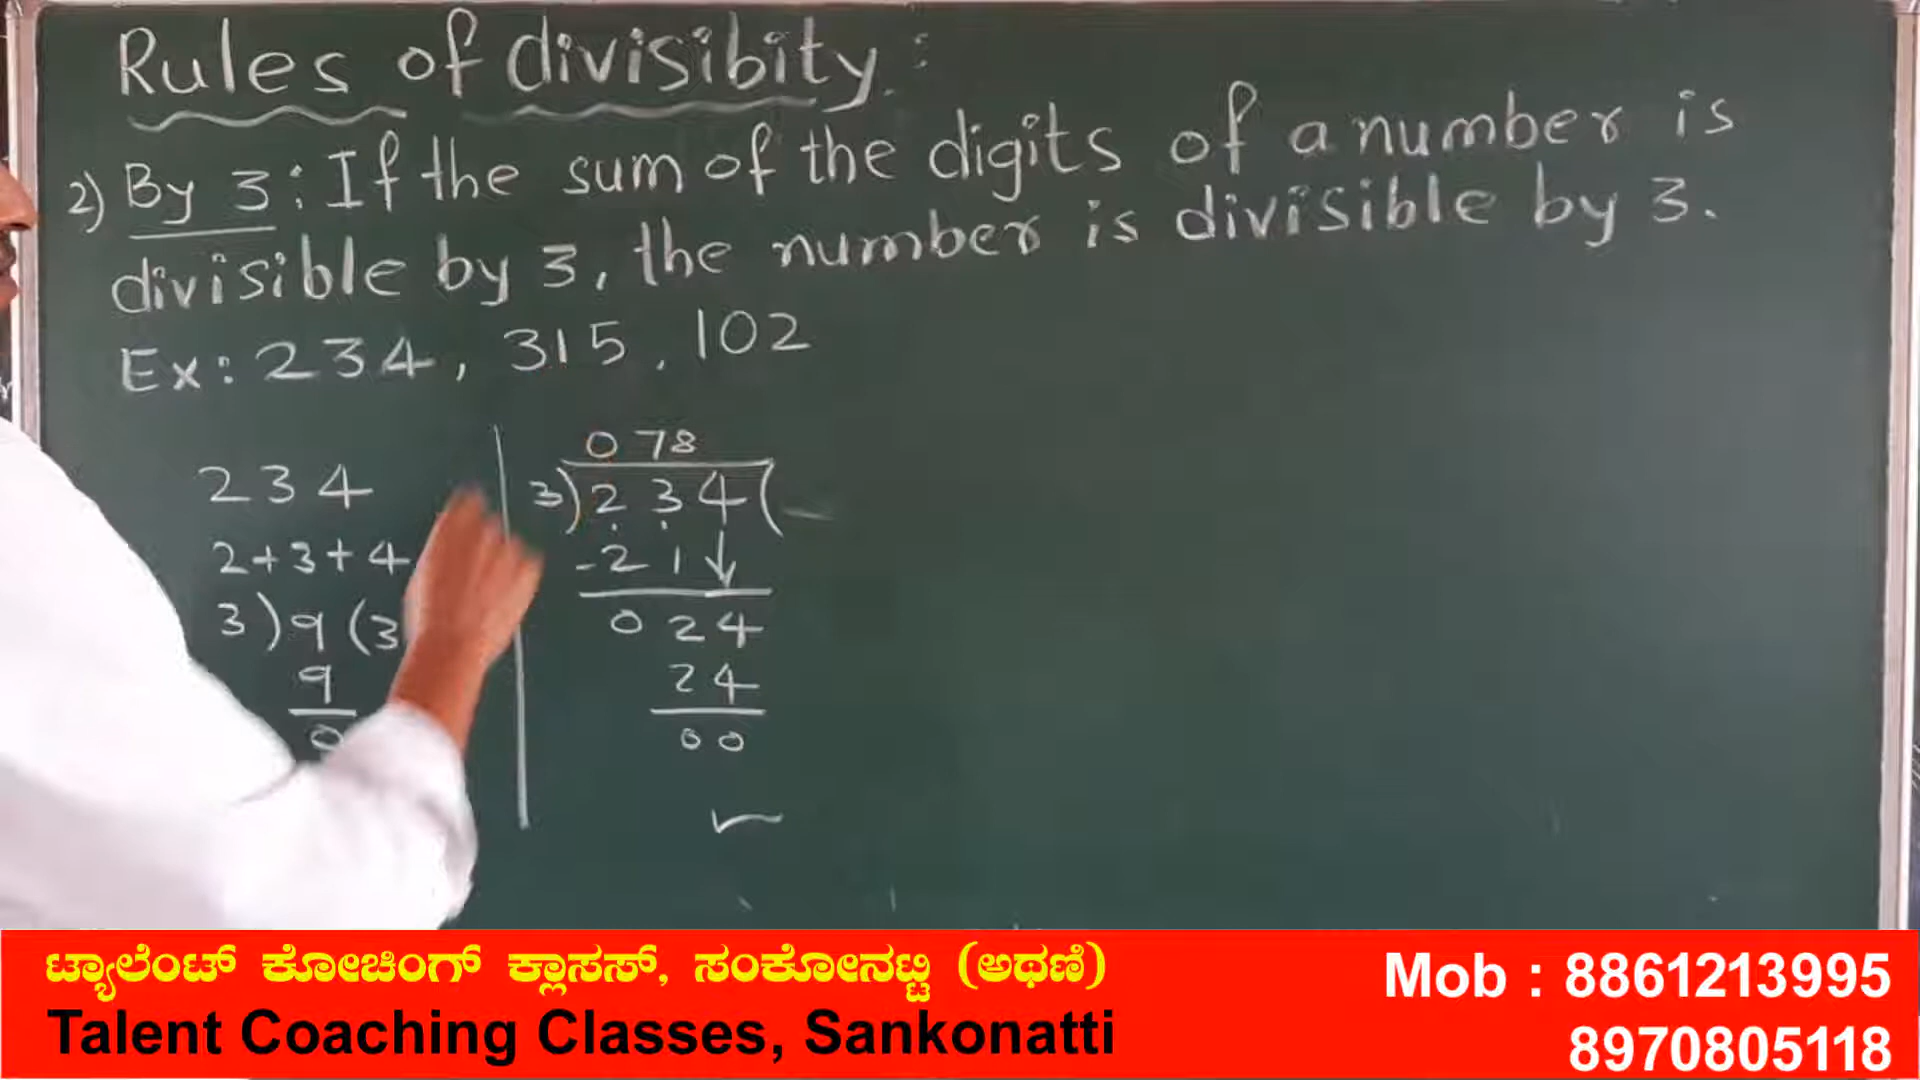 Rules of divisibity :
2) By 3 : If the sum of the digits of a number is
divisible by 3, the number is divisible by 3.
Ex : 234, 315, 102
234
2+3+4
3)9(3
9
0
078
3)234(
-21↓
024
24
00
ಟ್ಯಾಲೆಂಟ್ ಕೋಚಿಂಗ್ ಕ್ಲಾಸಸ್, ಸಂಕೋನಟ್ಟಿ (ಅಥಣಿ)
Talent Coaching Classes, Sankonatti
Mob : 8861213995
8970805118